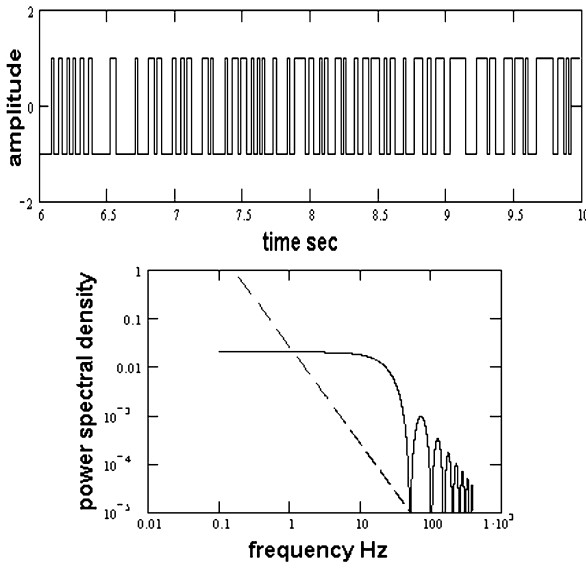 2
0
−2
amplitude
6 6.5 7 7.5 8 8.5 9 9.5 10
time sec
1
0.1
0.01
10⁻³
10⁻⁴
10⁻⁵
power spectral density
0.01 0.1 1 10 100 1·10³
frequency Hz